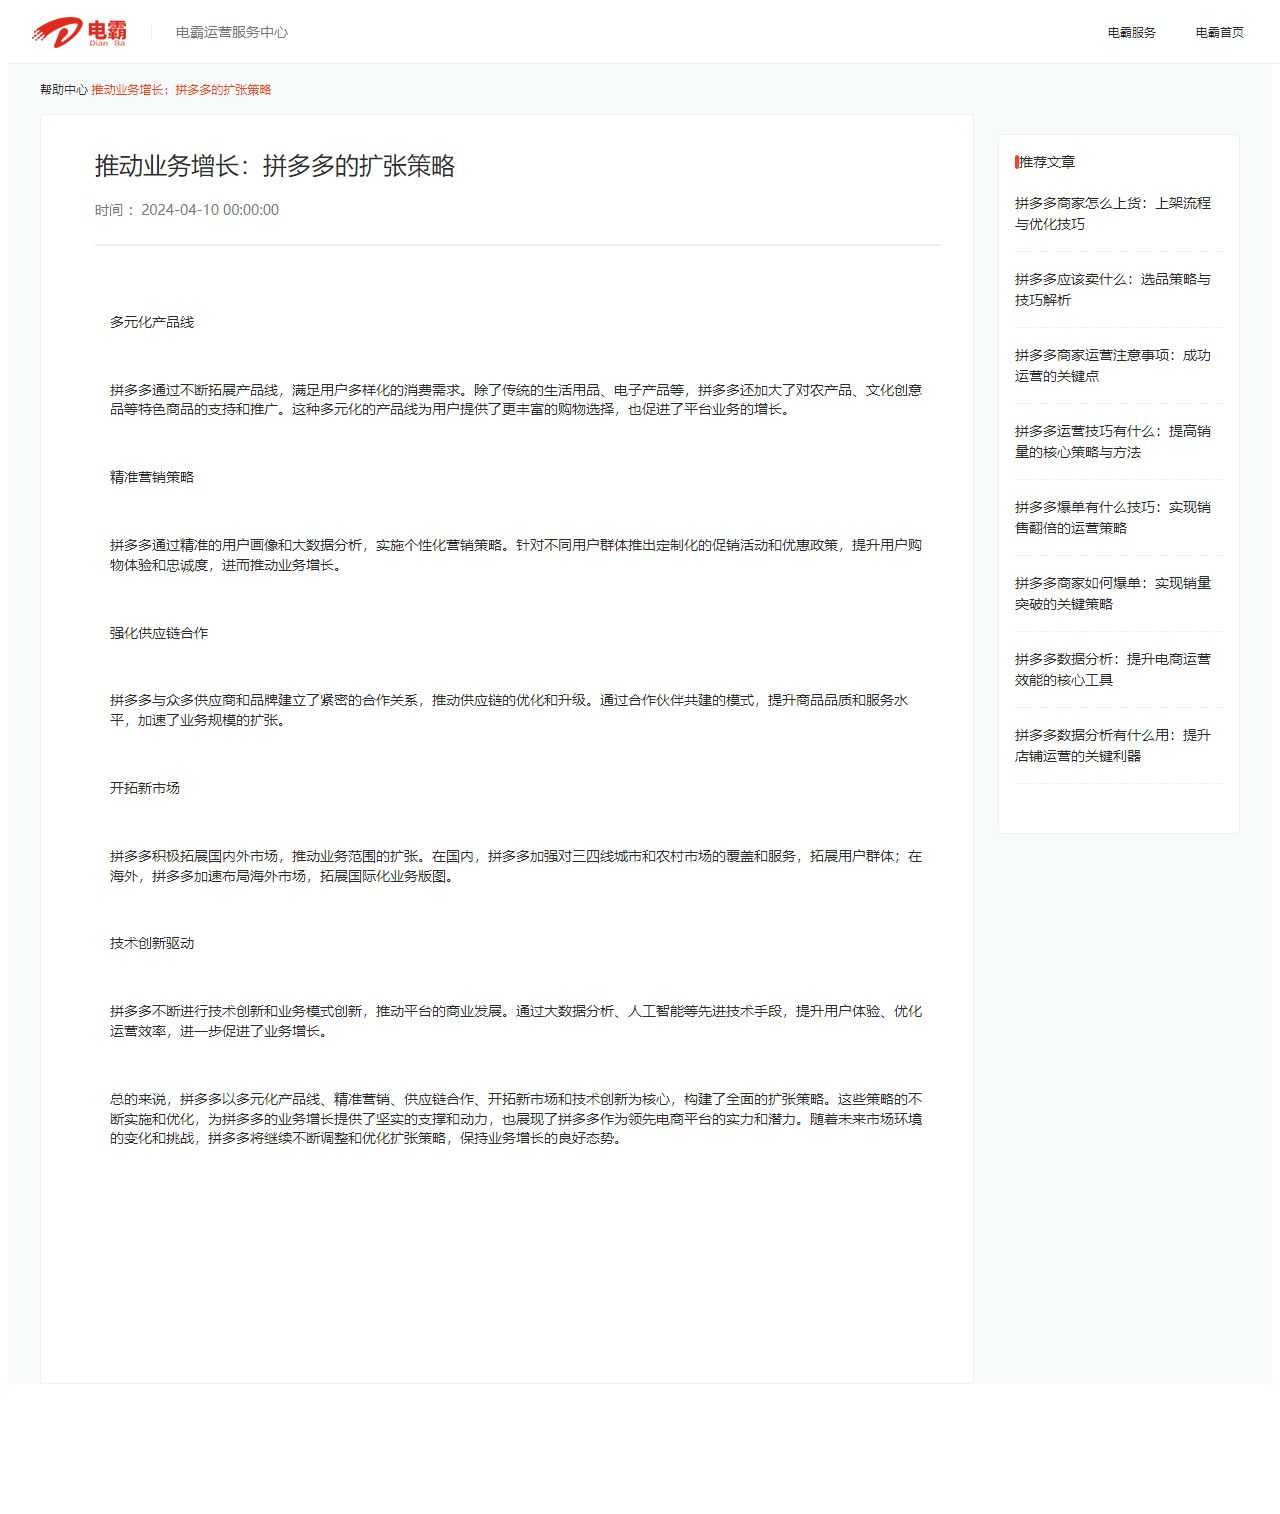 电霸
Dian Ba
电霸运营服务中心
电霸服务
电霸首页
帮助中心 推动业务增长：拼多多的扩张策略
推动业务增长：拼多多的扩张策略
时间 ：2024-04-10 00:00:00
多元化产品线
拼多多通过不断拓展产品线，满足用户多样化的消费需求。除了传统的生活用品、电子产品等，拼多多还加大了对农产品、文化创意
品等特色商品的支持和推广。这种多元化的产品线为用户提供了更丰富的购物选择，也促进了平台业务的增长。
精准营销策略
拼多多通过精准的用户画像和大数据分析，实施个性化营销策略。针对不同用户群体推出定制化的促销活动和优惠政策，提升用户购
物体验和忠诚度，进而推动业务增长。
强化供应链合作
拼多多与众多供应商和品牌建立了紧密的合作关系，推动供应链的优化和升级。通过合作伙伴共建的模式，提升商品品质和服务水
平，加速了业务规模的扩张。
开拓新市场
拼多多积极拓展国内外市场，推动业务范围的扩张。在国内，拼多多加强对三四线城市和农村市场的覆盖和服务，拓展用户群体；在
海外，拼多多加速布局海外市场，拓展国际化业务版图。
技术创新驱动
拼多多不断进行技术创新和业务模式创新，推动平台的商业发展。通过大数据分析、人工智能等先进技术手段，提升用户体验、优化
运营效率，进一步促进了业务增长。
总的来说，拼多多以多元化产品线、精准营销、供应链合作、开拓新市场和技术创新为核心，构建了全面的扩张策略。这些策略的不
断实施和优化，为拼多多的业务增长提供了坚实的支撑和动力，也展现了拼多多作为领先电商平台的实力和潜力。随着未来市场环境
的变化和挑战，拼多多将继续不断调整和优化扩张策略，保持业务增长的良好态势。
推荐文章
拼多多商家怎么上货：上架流程
与优化技巧
拼多多应该卖什么：选品策略与
技巧解析
拼多多商家运营注意事项：成功
运营的关键点
拼多多运营技巧有什么：提高销
量的核心策略与方法
拼多多爆单有什么技巧：实现销
售翻倍的运营策略
拼多多商家如何爆单：实现销量
突破的关键策略
拼多多数据分析：提升电商运营
效能的核心工具
拼多多数据分析有什么用：提升
店铺运营的关键利器